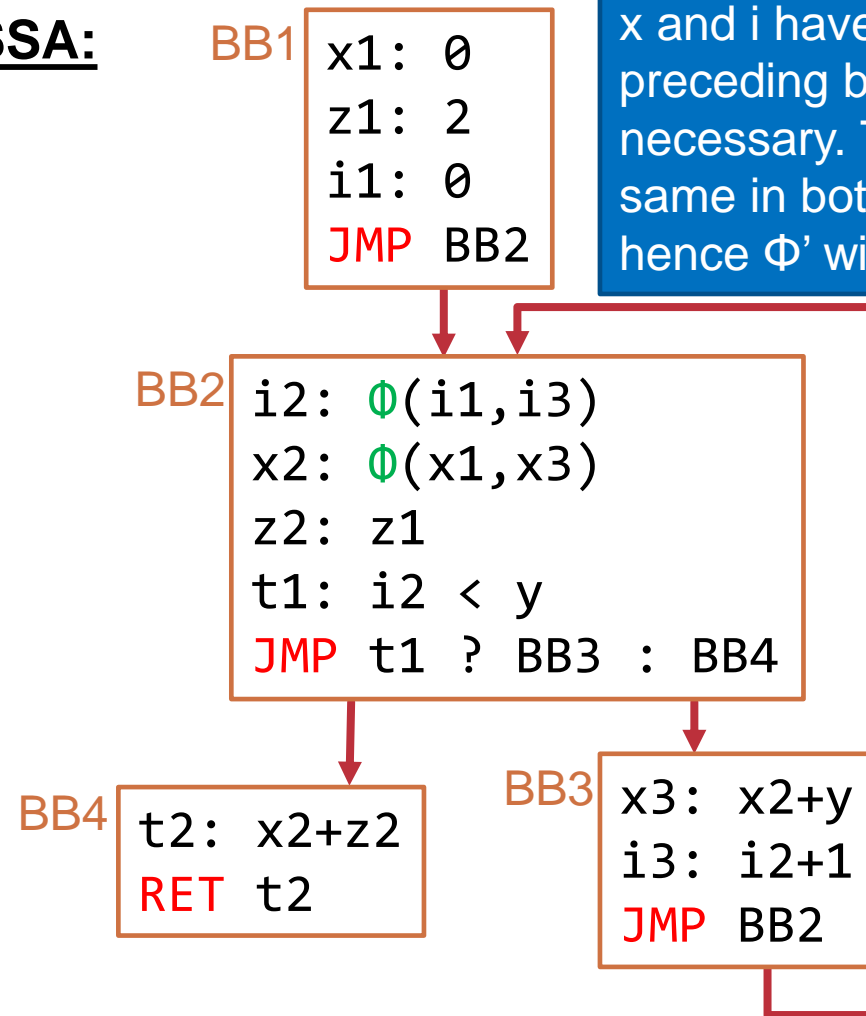 SSA:
x and i have
preceding
necessary.
same in
hence Φ’
BB1
x1: 0
z1: 2
i1: 0
JMP BB2
BB2
i2: Φ(i1,i3)
x2: Φ(x1,x3)
z2: z1
t1: i2 < y
JMP t1 ? BB3 : BB4
BB4
t2: x2+z2
RET t2
BB3
x3: x2+y
i3: i2+1
JMP BB2